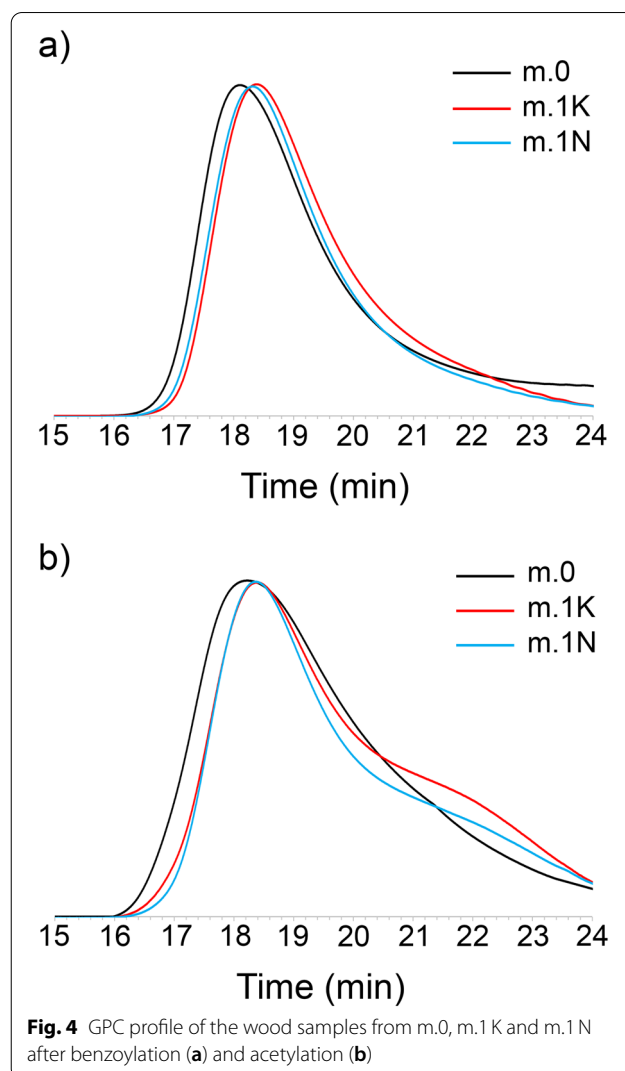 a)
m.0
m.1K
m.1N
15 16 17 18 19 20 21 22 23 24
Time (min)
b)
m.0
m.1K
m.1N
15 16 17 18 19 20 21 22 23 24
Time (min)
Fig. 4 GPC profile of the wood samples from m.0, m.1 K and m.1 N
after benzoylation (a) and acetylation (b)